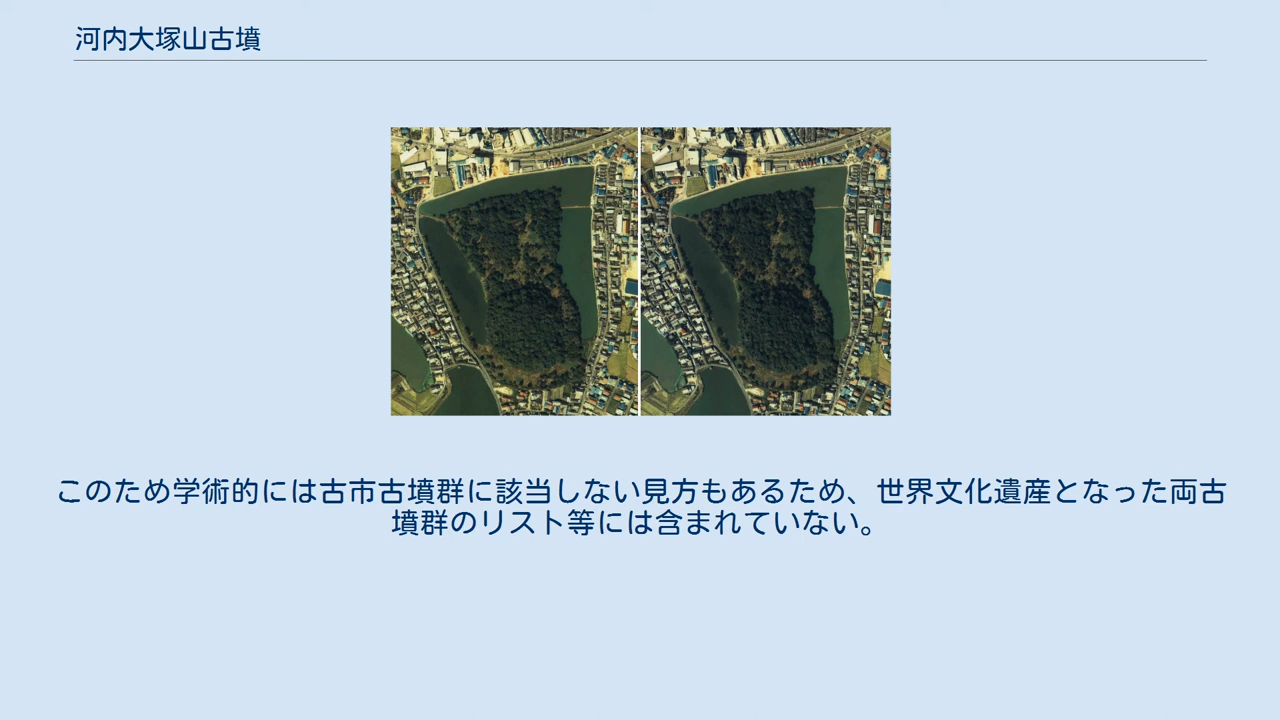 河内大塚山古墳
このため学術的には古市古墳群に該当しない見方もあるため、世界文化遺産となった両古
墳群のリスト等には含まれていない。